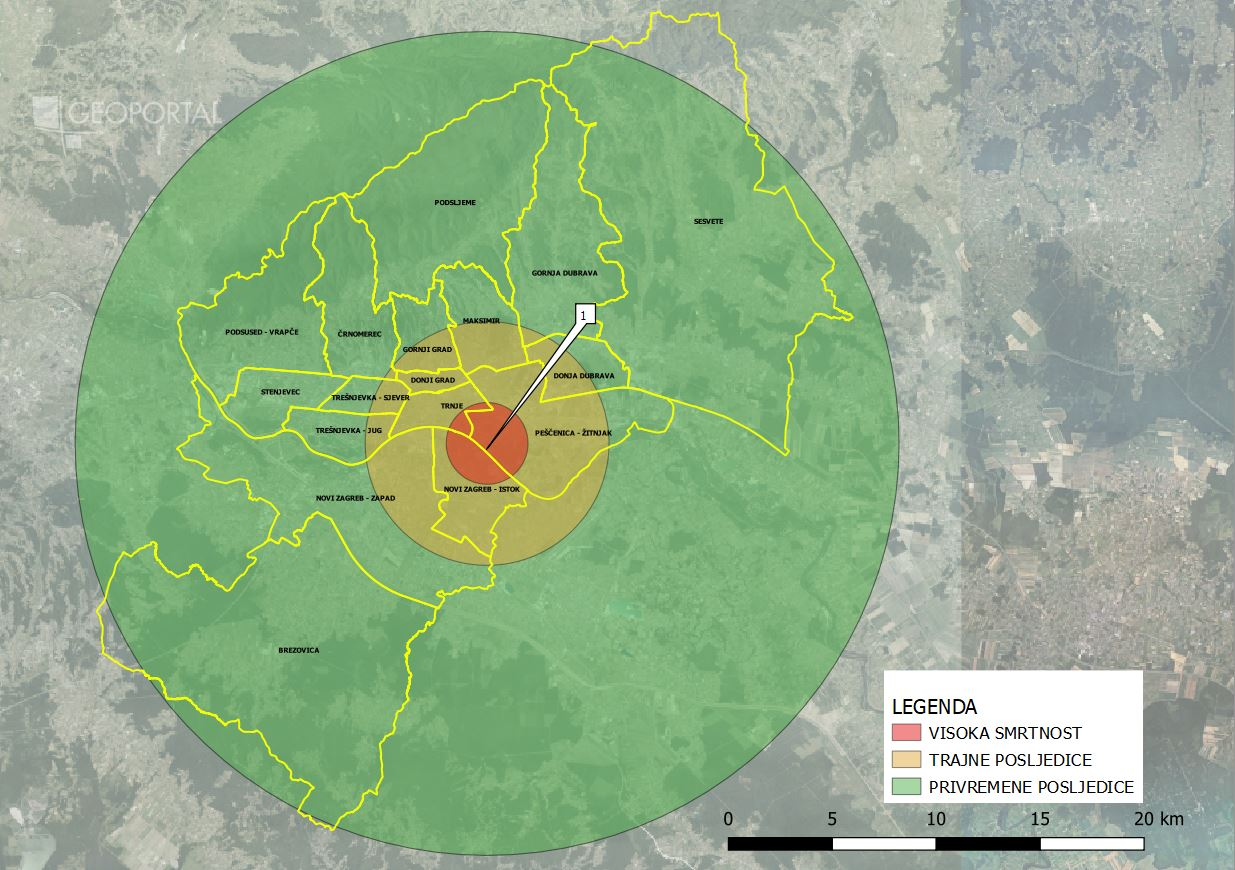 GEOPORTAL
PODSLJEME
SESVETE
GORNJA DUBRAVA
1
MAKSIMIR
PODSUSED - VRAPČE
ČRNOMEREC
GORNJI GRAD
DONJA DUBRAVA
DONJI GRAD
STENJEVEC
TREŠNJEVKA - SJEVER
TRNJE
TREŠNJEVKA - JUG
PEŠČENICA - ŽITNJAK
NOVI ZAGREB - ISTOK
NOVI ZAGREB - ZAPAD
BREZOVICA
LEGENDA
VISOKA SMRTNOST
TRAJNE POSLJEDICE
PRIVREMENE POSLJEDICE
0 5 10 15 20 km